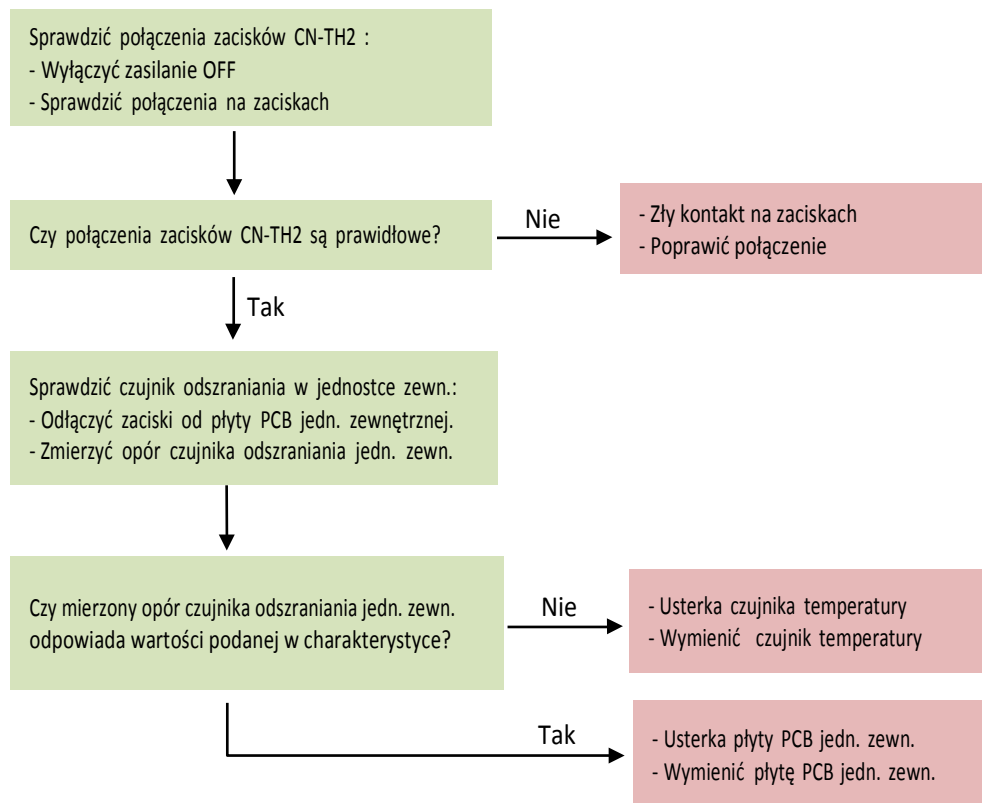 Sprawdzić połączenia zacisków CN-TH2 :
- Wyłączyć zasilanie OFF
- Sprawdzić połączenia na zaciskach
Czy połączenia zacisków CN-TH2 są prawidłowe?
Nie
- Zły kontakt na zaciskach
- Poprawić połączenie
Tak
Sprawdzić czujnik odszraniania w jednostce zewn.:
- Odłączyć zaciski od płyty PCB jedn. zewnętrznej.
- Zmierzyć opór czujnika odszraniania jedn. zewn.
Czy mierzony opór czujnika odszraniania jedn. zewn.
odpowiada wartości podanej w charakterystyce?
Nie
- Usterka czujnika temperatury
- Wymienić czujnik temperatury
Tak
- Usterka płyty PCB jedn. zewn.
- Wymienić płytę PCB jedn. zewn.